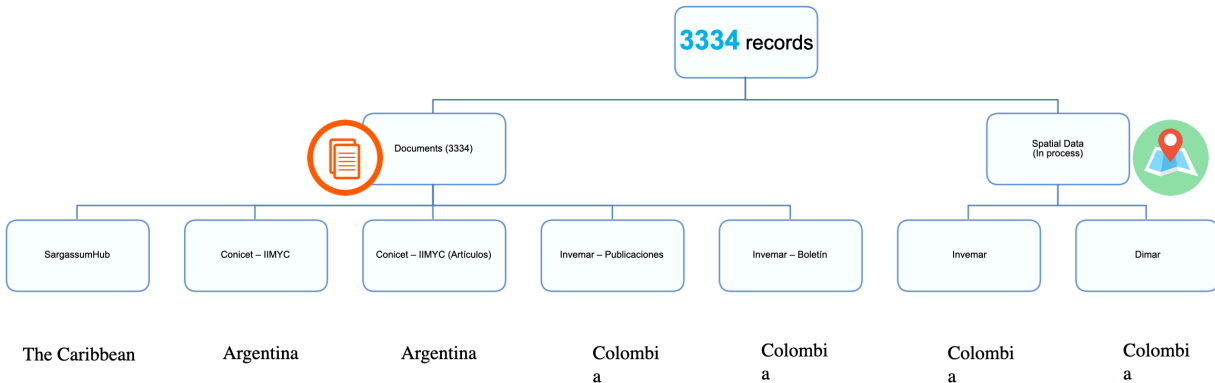 3334 records
Documents (3334)
Spatial Data
(In process)
SargassumHub
Conicet – IIMYC
Conicet – IIMYC (Artículos)
Invemar – Publicaciones
Invemar – Boletín
Invemar
Dimar
The Caribbean
Argentina
Argentina
Colombi
a
Colombi
a
Colombi
a
Colombi
a